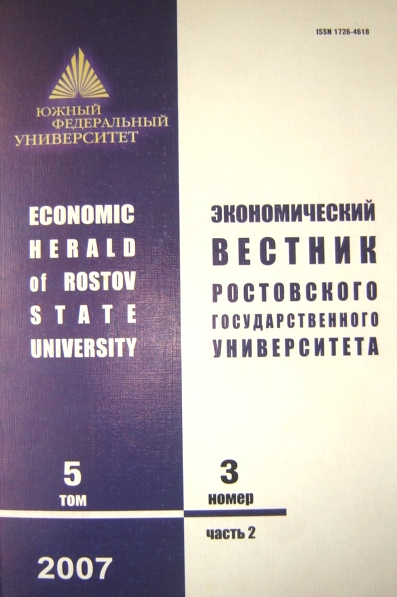 ISSN 1726-4618
ЮЖНЫЙ
ФЕДЕРАЛЬНЫЙ
УНИВЕРСИТЕТ
ECONOMIC
HERALD
of ROSTOV
STATE
UNIVERSITY
ЭКОНОМИЧЕСКИЙ
ВЕСТНИК
РОСТОВСКОГО
ГОСУДАРСТВЕННОГО
УНИВЕРСИТЕТА
5
ТОМ
3
номер
часть 2
2007